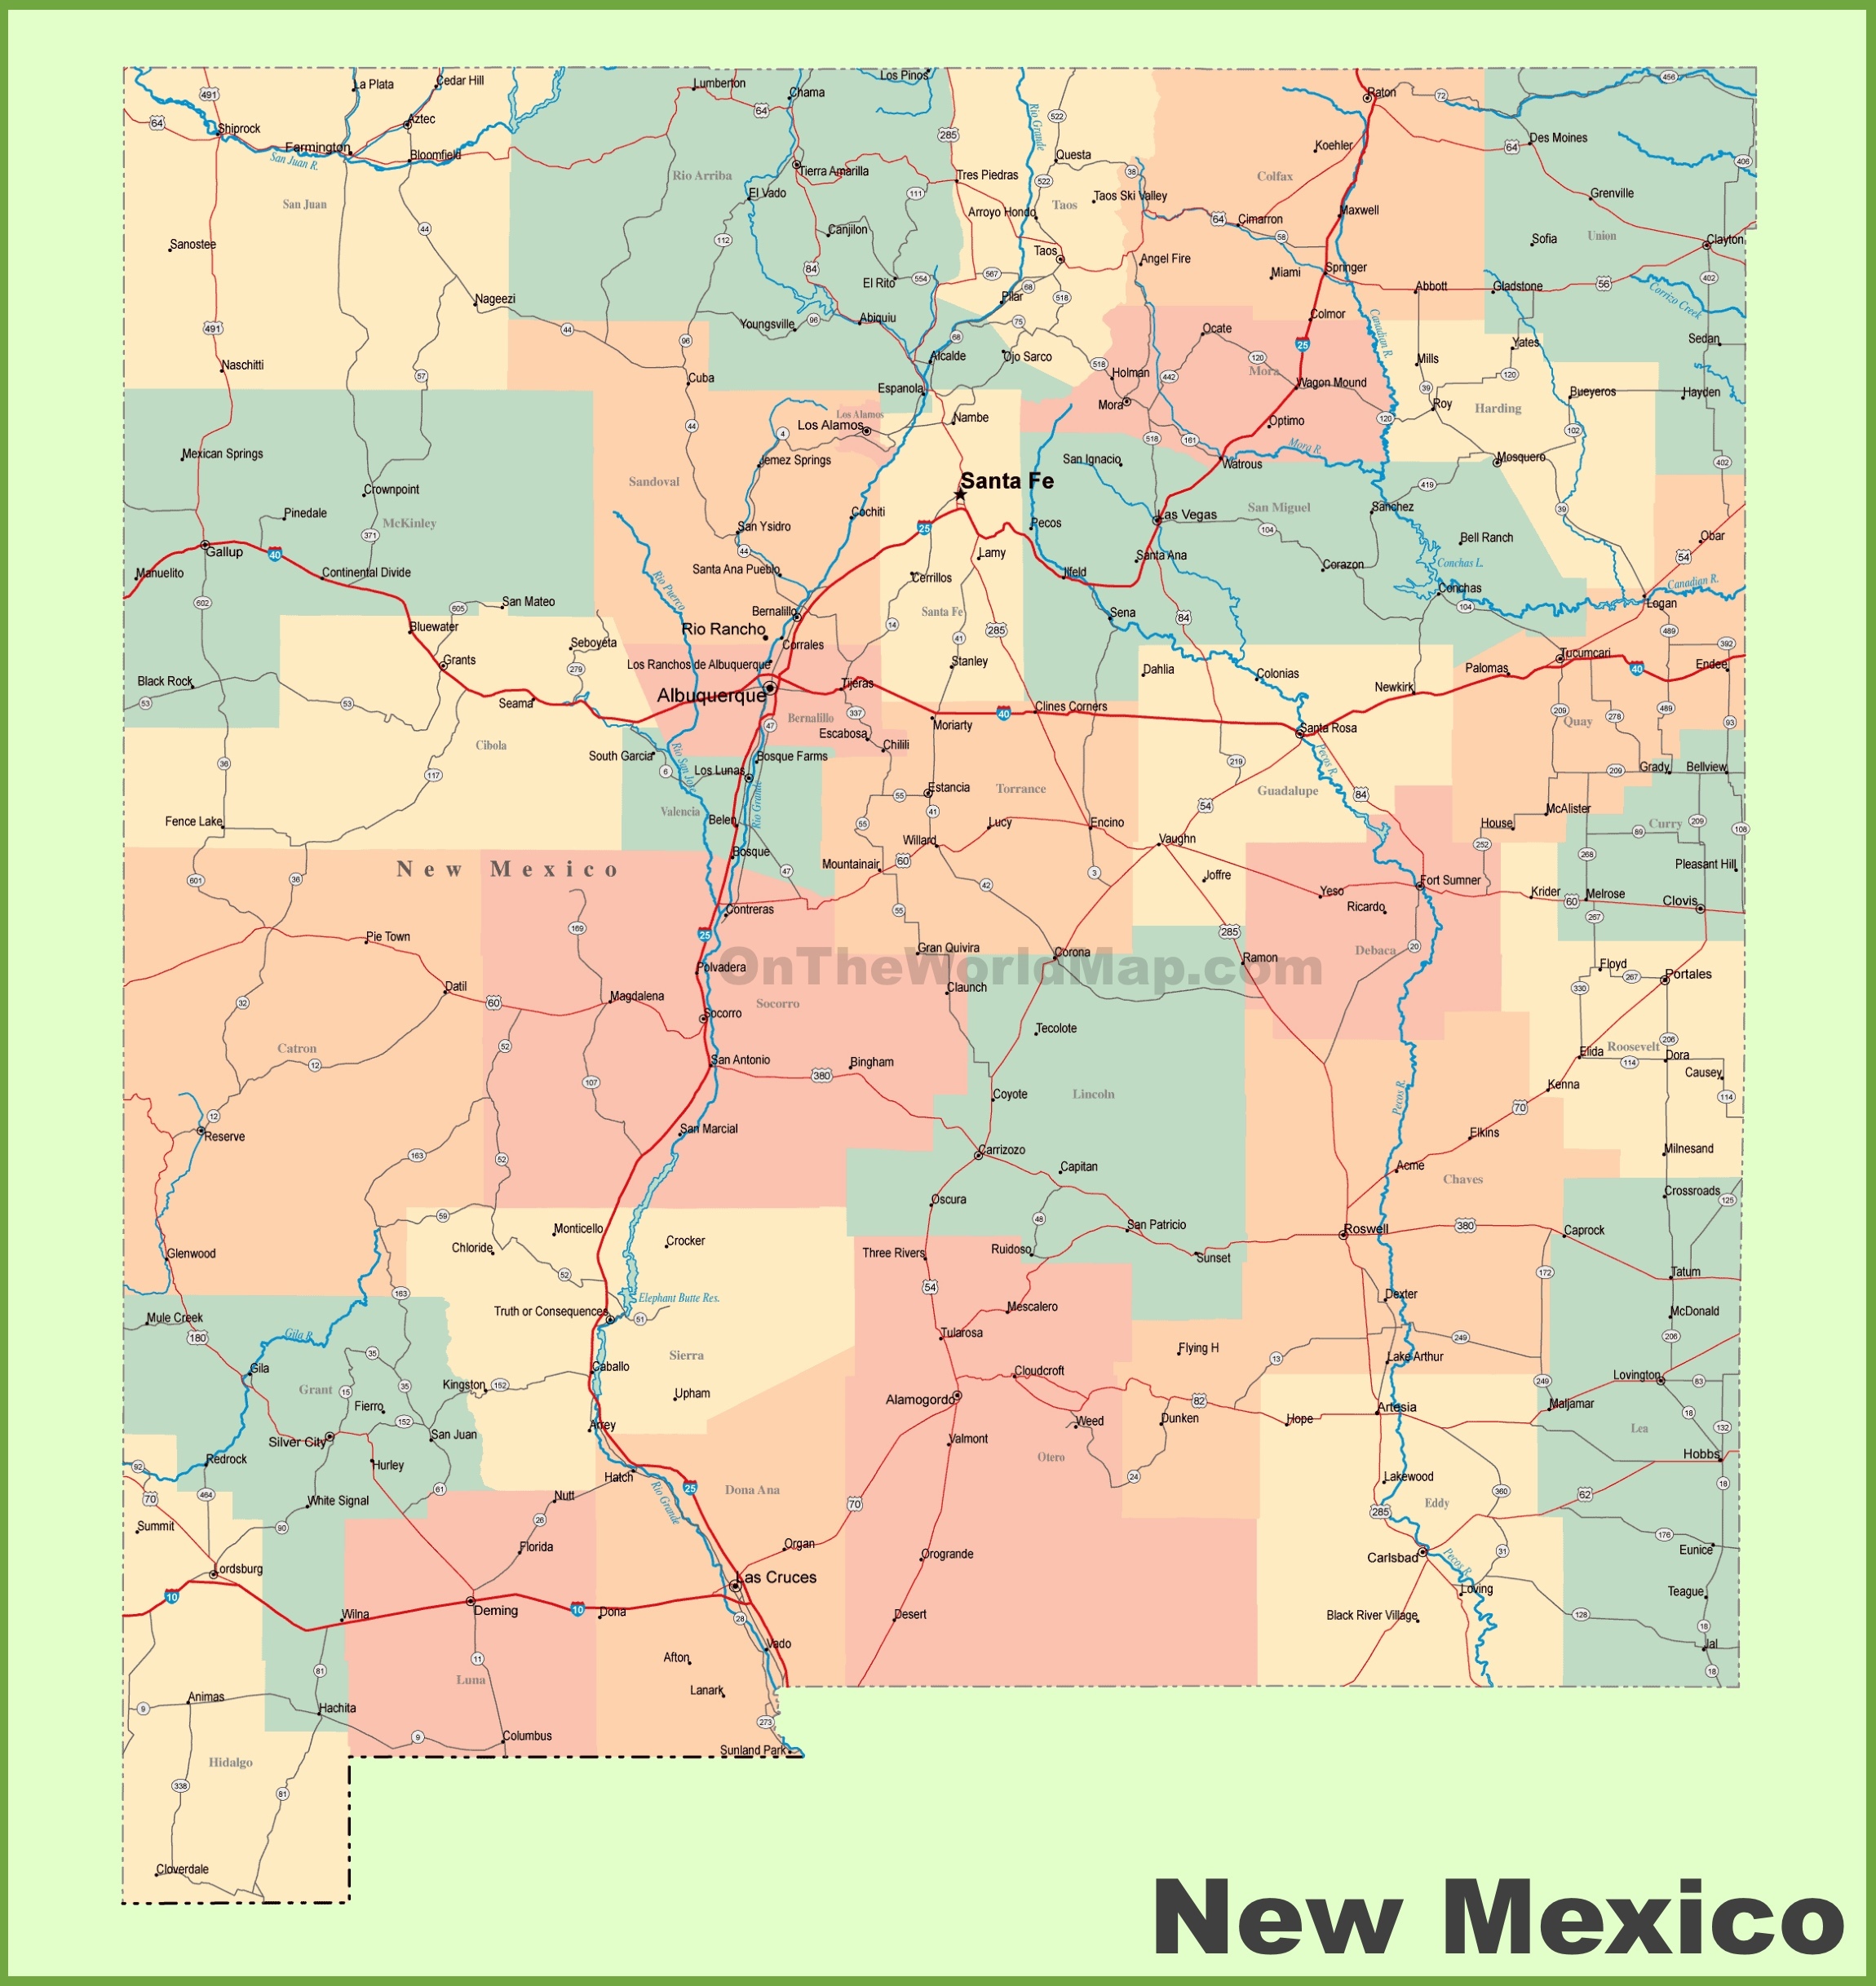 La Plata
Cedar Hill
Lumberton
Chama
Los Pinos
Raton
456
491
64
72
Shiprock
Aztec
64
285
Rio Grande
522
Farmington
San Juan R.
Bloomfield
Tierra Amarilla
Questa
Koehler
64
Des Moines
406
Rio Arriba
Tres Piedras
522
38
Colfax
San Juan
El Vado
111
Arroyo Hondo
Taos
Taos Ski Valley
Grenville
44
112
Canjilon
64
Cimarron
Maxwell
58
Sanostee
Taos
Sofia
Union
Clayton
84
El Rito
554
567
68
Angel Fire
Miami
Springer
402
Nageezi
Pilar
518
Abbott
Gladstone
56
Corrizo Creek
491
44
Youngsville
96
Abiquiu
75
Colmor
Canadian R.
96
68
Ocate
25
Yates
Sedan
Naschitti
Alcalde
Ojo Sarco
518
120
Mora
Mills
57
Cuba
Espanola
Holman
442
Wagon Mound
39
120
Bueyeros
Hayden
Los Alamos
Mora
Roy
Harding
44
4
Los Alamos
Nambe
Optimo
120
102
Mexican Springs
Jemez Springs
518
161
Mora R.
San Ignacio
Watrous
Mosquero
402
Crownpoint
Sandoval
Santa Fe
419
Pinedale
McKinley
Cochiti
Las Vegas
San Miguel
Sanchez
39
371
San Ysidro
25
Pecos
104
Bell Ranch
Obar
Gallup
40
44
Lamy
Santa Ana
54
Manuelito
Continental Divide
Santa Ana Pueblo
Cerrillos
Ilfeld
Corazon
Conchas L.
Rio Puerco
Conchas
Canadian R.
602
605
San Mateo
Bernalillo
Santa Fe
Sena
84
104
Logan
Bluewater
Rio Rancho
14
41
285
489
Seboyeta
Corrales
392
Grants
279
Los Ranchos de Albuquerque
Stanley
Dahlia
Colonias
Tucumcari
Black Rock
Palomas
40
Endee
53
53
Seama
Albuquerque
Tijeras
Newkirk
337
Moriarty
40
Clines Corners
209
278
489
93
Cibola
47
Bernalillo
Escabosa
Chilili
Santa Rosa
Quay
South Garcia
Rio San Jose
Bosque Farms
219
Pecos R.
36
117
6
Los Lunas
209
Grady
Bellview
Valencia
Rio Grande
55
Estancia
Torrance
54
Guadalupe
84
McAlister
Fence Lake
Belen
55
41
Lucy
Encino
House
89
Curry
209
108
Bosque
Willard
Vaughn
252
268
New Mexico
Mountainair
60
Pleasant Hill
601
36
47
42
3
Joffre
Yeso
Fort Sumner
Krider
Melrose
Contreras
55
Ricardo
60
Clovis
169
267
Pie Town
25
285
20
Gran Quivira
Corona
Ramon
Debaca
OnTheWorldMap.com
Polvadera
Floyd
267
Portales
Datil
Claunch
330
32
60
Magdalena
Socorro
Socorro
Tecolote
206
52
Catron
12
San Antonio
Bingham
Elida
Roosevelt
114
Dora
107
380
Causey
Coyote
Lincoln
Kenna
114
12
Pecos R.
70
Reserve
San Marcial
Elkins
163
52
Carrizozo
Milnesand
Capitan
Acme
Chaves
Oscura
Crossroads
125
59
48
San Patricio
Monticello
Roswell
380
Caprock
Chloride
Crocker
Three Rivers
Ruidoso
Sunset
Glenwood
52
172
Tatum
163
54
Elephant Butte Res.
Dexter
Truth or Consequences
51
Mescalero
McDonald
Mule Creek
180
Gila R.
Tularosa
249
206
35
Sierra
Flying H
13
Lake Arthur
Gila
Caballo
Cloudcroft
Grant
15
35
Kingston
152
249
Lovington
83
Fierro
Upham
Alamogordo
82
Maljamar
152
Arrey
Weed
Dunken
Hope
Artesia
18
132
Silver City
San Juan
Valmont
Lea
Redrock
Hurley
Hatch
Otero
Hobbs
92
61
24
Lakewood
18
70
464
White Signal
Nutt
25
Dona Ana
70
360
62
26
Rio Grande
285
Eddy
Summit
90
176
Florida
Organ
Orogrande
Carlsbad
31
Eunice
Lordsburg
Pecos R.
10
Las Cruces
Loving
Teague
Wilna
Deming
10
Dona
28
Desert
Black River Village
128
18
Vado
Jal
81
11
Afton
18
Luna
Lanark
Animas
9
Hachita
273
9
Columbus
Sunland Park
Hidalgo
338
81
Cloverdale
New Mexico